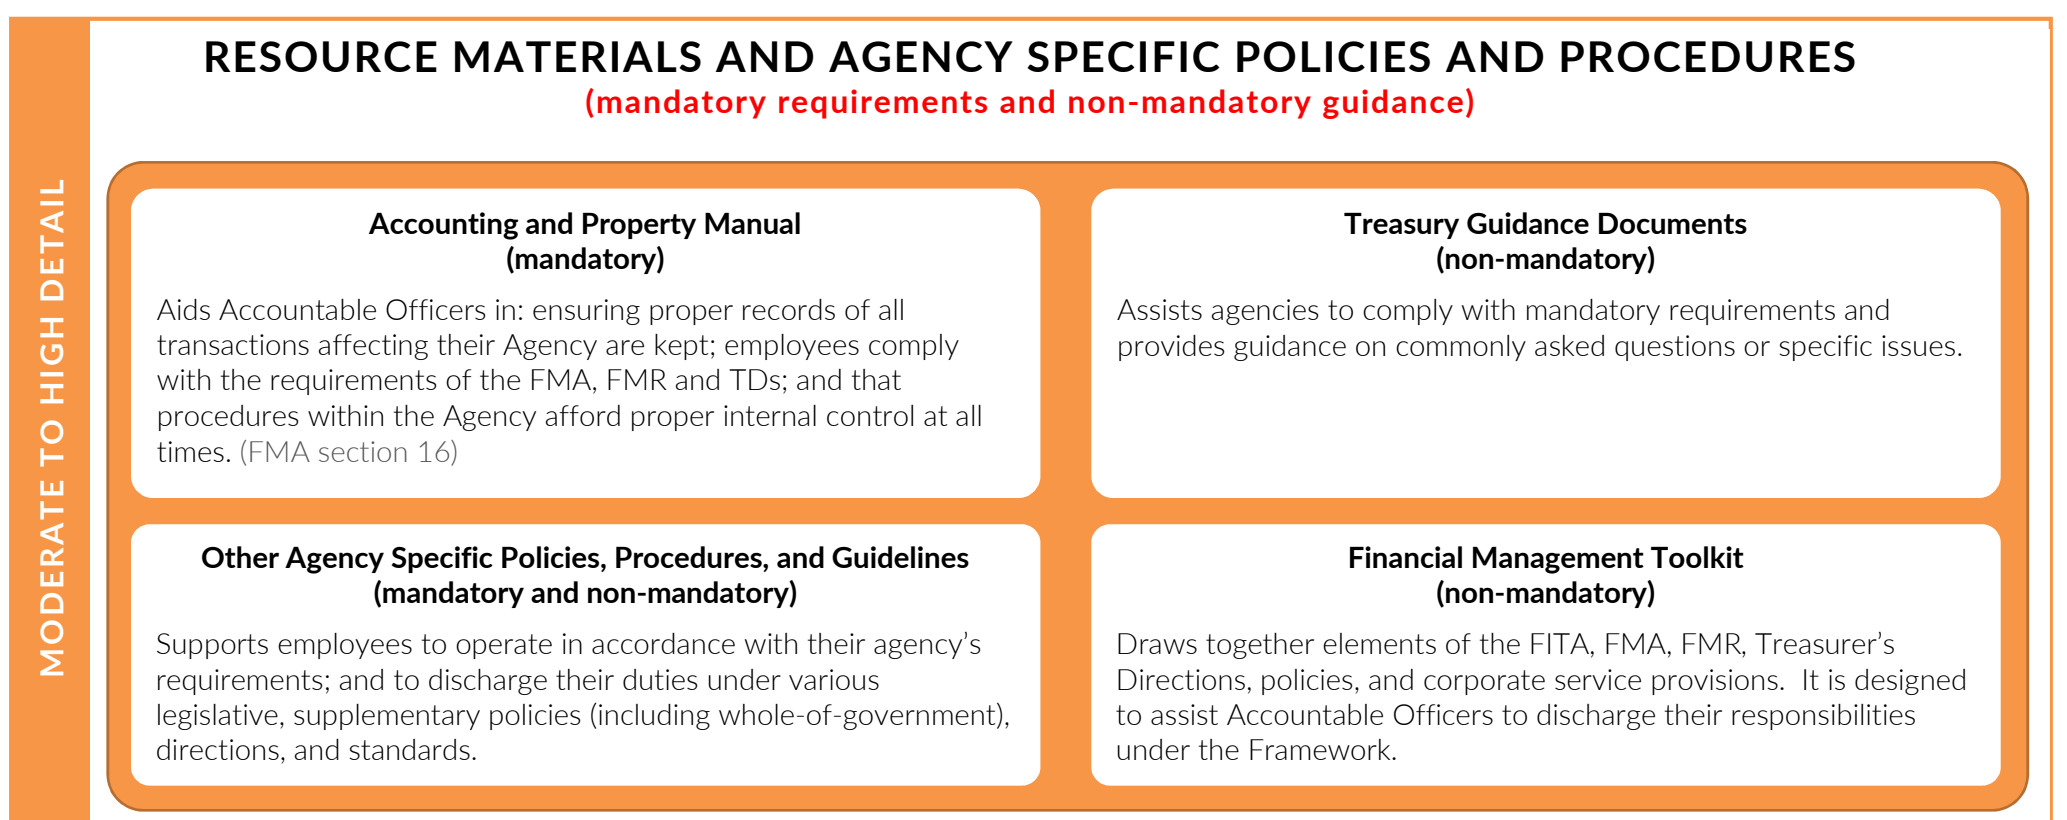 RESOURCE MATERIALS AND AGENCY SPECIFIC POLICIES AND PROCEDURES
(mandatory requirements and non-mandatory guidance)
MODERATE TO HIGH DETAIL
Accounting and Property Manual
(mandatory)
Aids Accountable Officers in: ensuring proper records of all
transactions affecting their Agency are kept; employees comply
with the requirements of the FMA, FMR and TDs; and that
procedures within the Agency afford proper internal control at all
times. (FMA section 16)
Treasury Guidance Documents
(non-mandatory)
Assists agencies to comply with mandatory requirements and
provides guidance on commonly asked questions or specific issues.
Other Agency Specific Policies, Procedures, and Guidelines
(mandatory and non-mandatory)
Supports employees to operate in accordance with their agency’s
requirements; and to discharge their duties under various
legislative, supplementary policies (including whole-of-government),
directions, and standards.
Financial Management Toolkit
(non-mandatory)
Draws together elements of the FITA, FMA, FMR, Treasurer’s
Directions, policies, and corporate service provisions.  It is designed
to assist Accountable Officers to discharge their responsibilities
under the Framework.